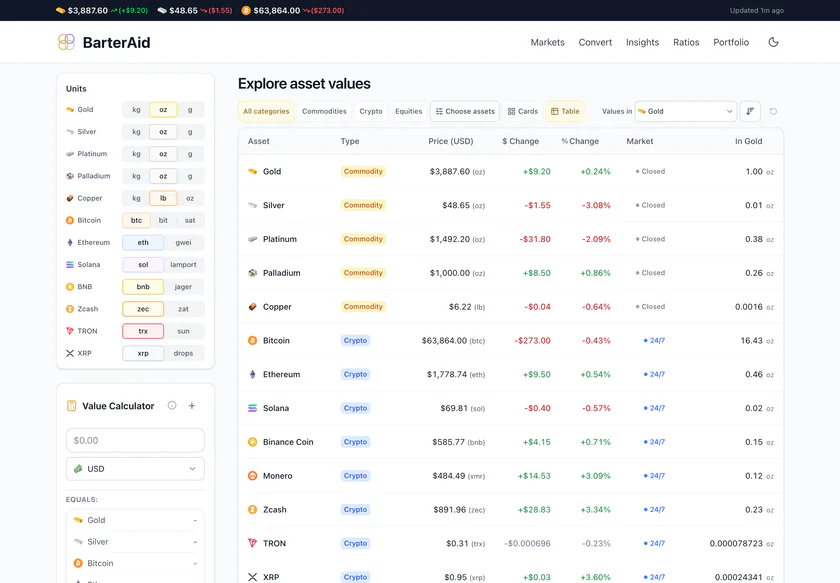 $3,887.60 (+$9.20) $48.65 ($1.55) $63,864.00 ($273.00) Updated 1m ago
BarterAid Markets Convert Insights Ratios Portfolio
Units
Gold kg oz g
Silver kg oz g
Platinum kg oz g
Palladium kg oz g
Copper kg lb oz
Bitcoin btc bit sat
Ethereum eth gwei
Solana sol lamport
BNB bnb jager
Zcash zec zat
TRON trx sun
XRP xrp drops
Value Calculator
$0.00
USD
EQUALS:
Gold -
Silver -
Bitcoin -
Explore asset values
All categories Commodities Crypto Equities Choose assets Cards Table Values in Gold
Asset Type Price (USD) $ Change % Change Market In Gold
Gold Commodity $3,887.60 (oz) +$9.20 +0.24% Closed 1.00 oz
Silver Commodity $48.65 (oz) -$1.55 -3.08% Closed 0.01 oz
Platinum Commodity $1,492.20 (oz) -$31.80 -2.09% Closed 0.38 oz
Palladium Commodity $1,000.00 (oz) +$8.50 +0.86% Closed 0.26 oz
Copper Commodity $6.22 (lb) -$0.04 -0.64% Closed 0.0016 oz
Bitcoin Crypto $63,864.00 (btc) -$273.00 -0.43% 24/7 16.43 oz
Ethereum Crypto $1,778.74 (eth) +$9.50 +0.54% 24/7 0.46 oz
Solana Crypto $69.81 (sol) -$0.40 -0.57% 24/7 0.02 oz
Binance Coin Crypto $585.77 (bnb) +$4.15 +0.71% 24/7 0.15 oz
Monero Crypto $484.49 (xmr) +$14.53 +3.09% 24/7 0.12 oz
Zcash Crypto $891.96 (zec) +$28.83 +3.34% 24/7 0.23 oz
TRON Crypto $0.31 (trx) -$0.000696 -0.23% 24/7 0.000078723 oz
XRP Crypto $0.95 (xrp) +$0.03 +3.60% 24/7 0.00024341 oz